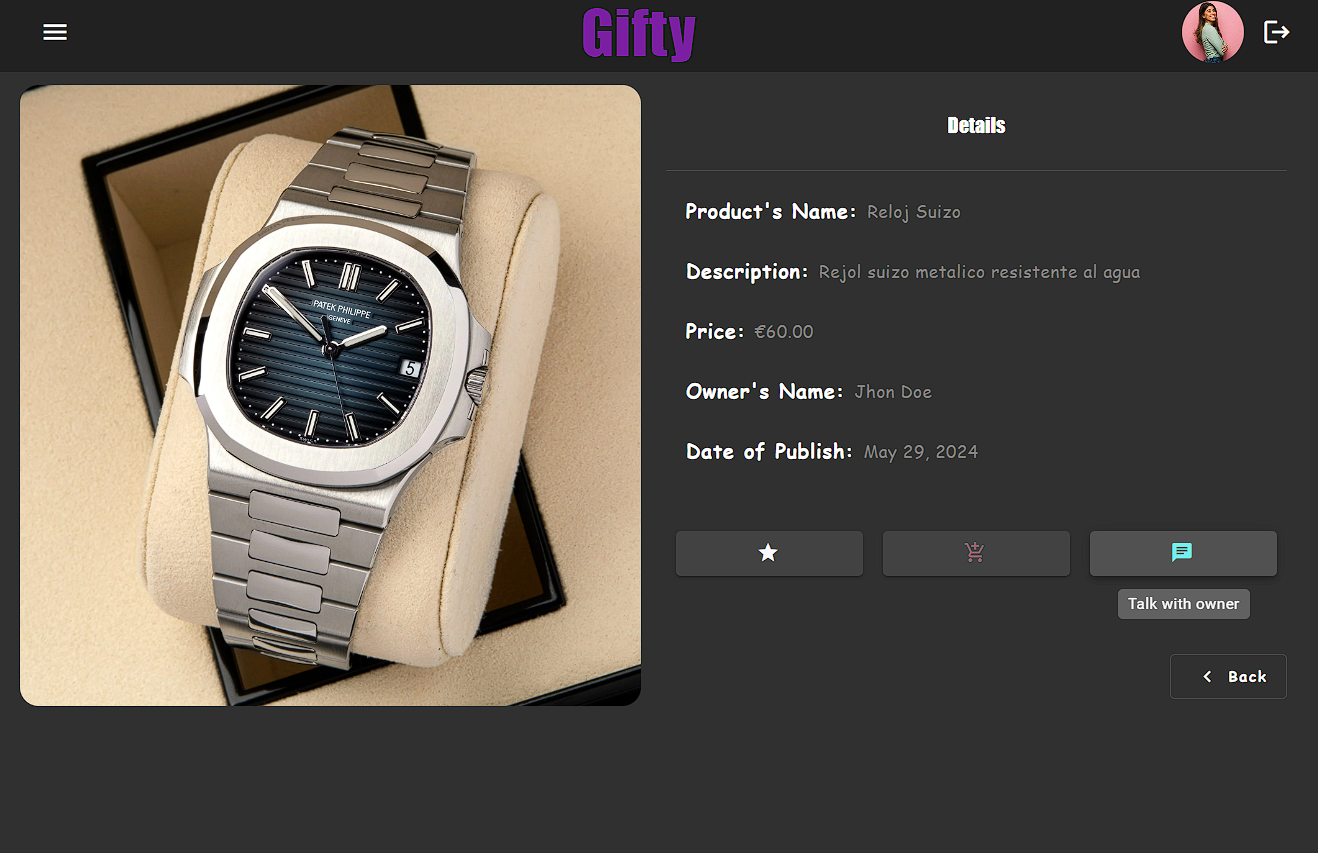 Gifty
Details
Product's Name: Reloj Suizo
Description: Rejol suizo metalico resistente al agua
Price: €60.00
Owner's Name: Jhon Doe
Date of Publish: May 29, 2024
Talk with owner
Back
PATEK PHILIPPE
GENEVE
5